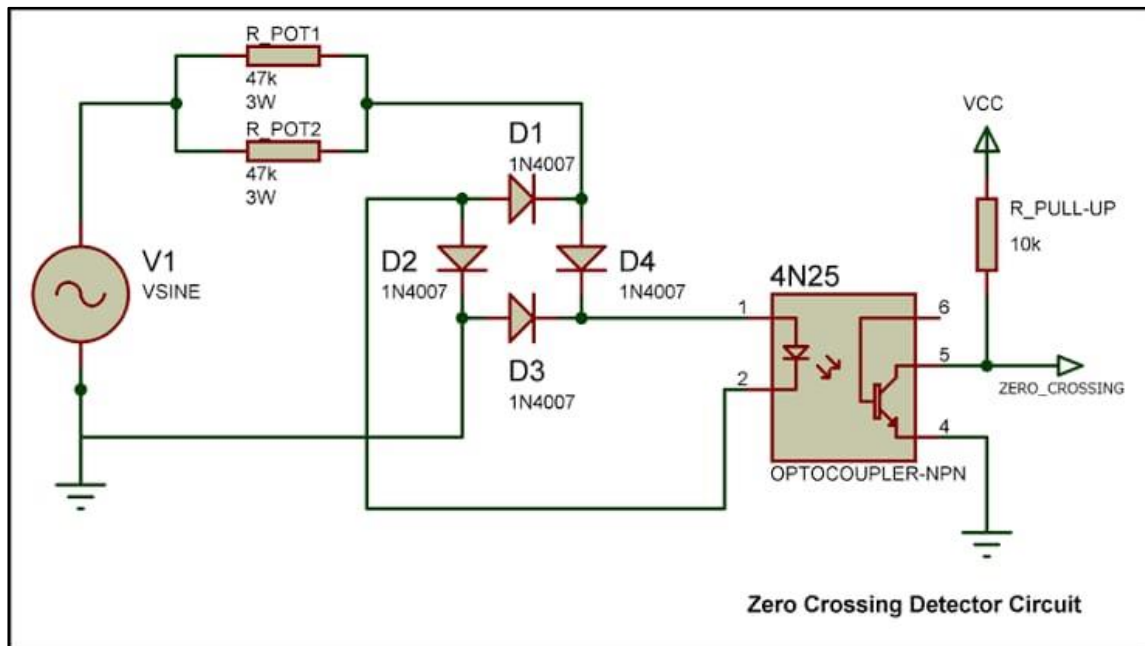 R_POT1
47k
3W
R_POT2
47k
3W
D1
1N4007
VCC
R_PULL-UP
10k
V1
VSINE
D2
1N4007
D4
1N4007
D3
1N4007
4N25
1
2
6
5
4
ZERO_CROSSING
OPTOCOUPLER-NPN
Zero Crossing Detector Circuit